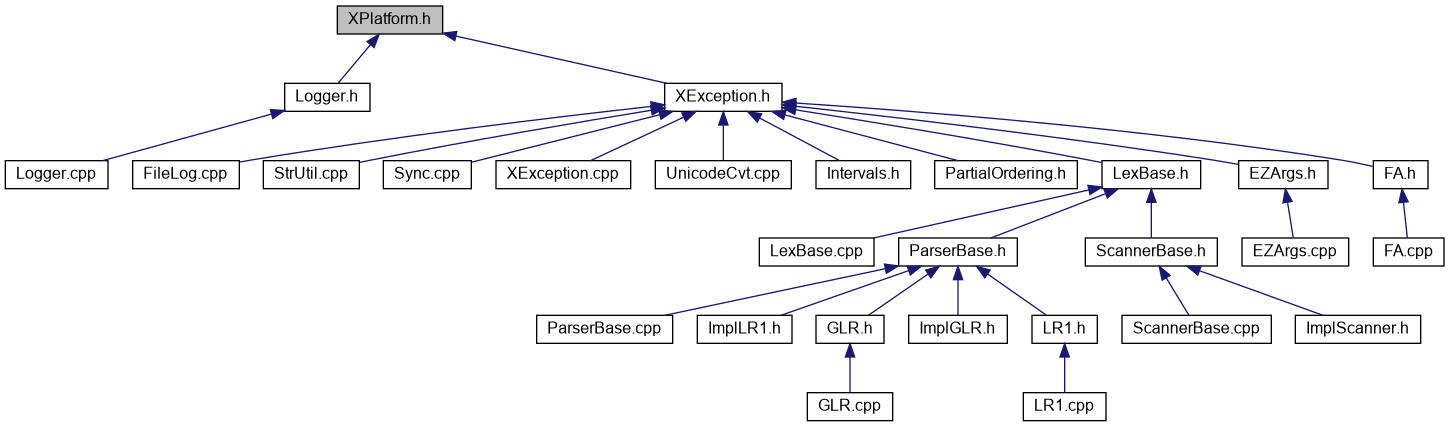 XPlatform.h
Logger.h
XException.h
Logger.cpp
FileLog.cpp
StrUtil.cpp
Sync.cpp
XException.cpp
UnicodeCvt.cpp
Intervals.h
PartialOrdering.h
LexBase.h
EZArgs.h
FA.h
LexBase.cpp
ParserBase.h
ScannerBase.h
EZArgs.cpp
FA.cpp
ParserBase.cpp
ImplLR1.h
GLR.h
ImplGLR.h
LR1.h
ScannerBase.cpp
ImplScanner.h
GLR.cpp
LR1.cpp